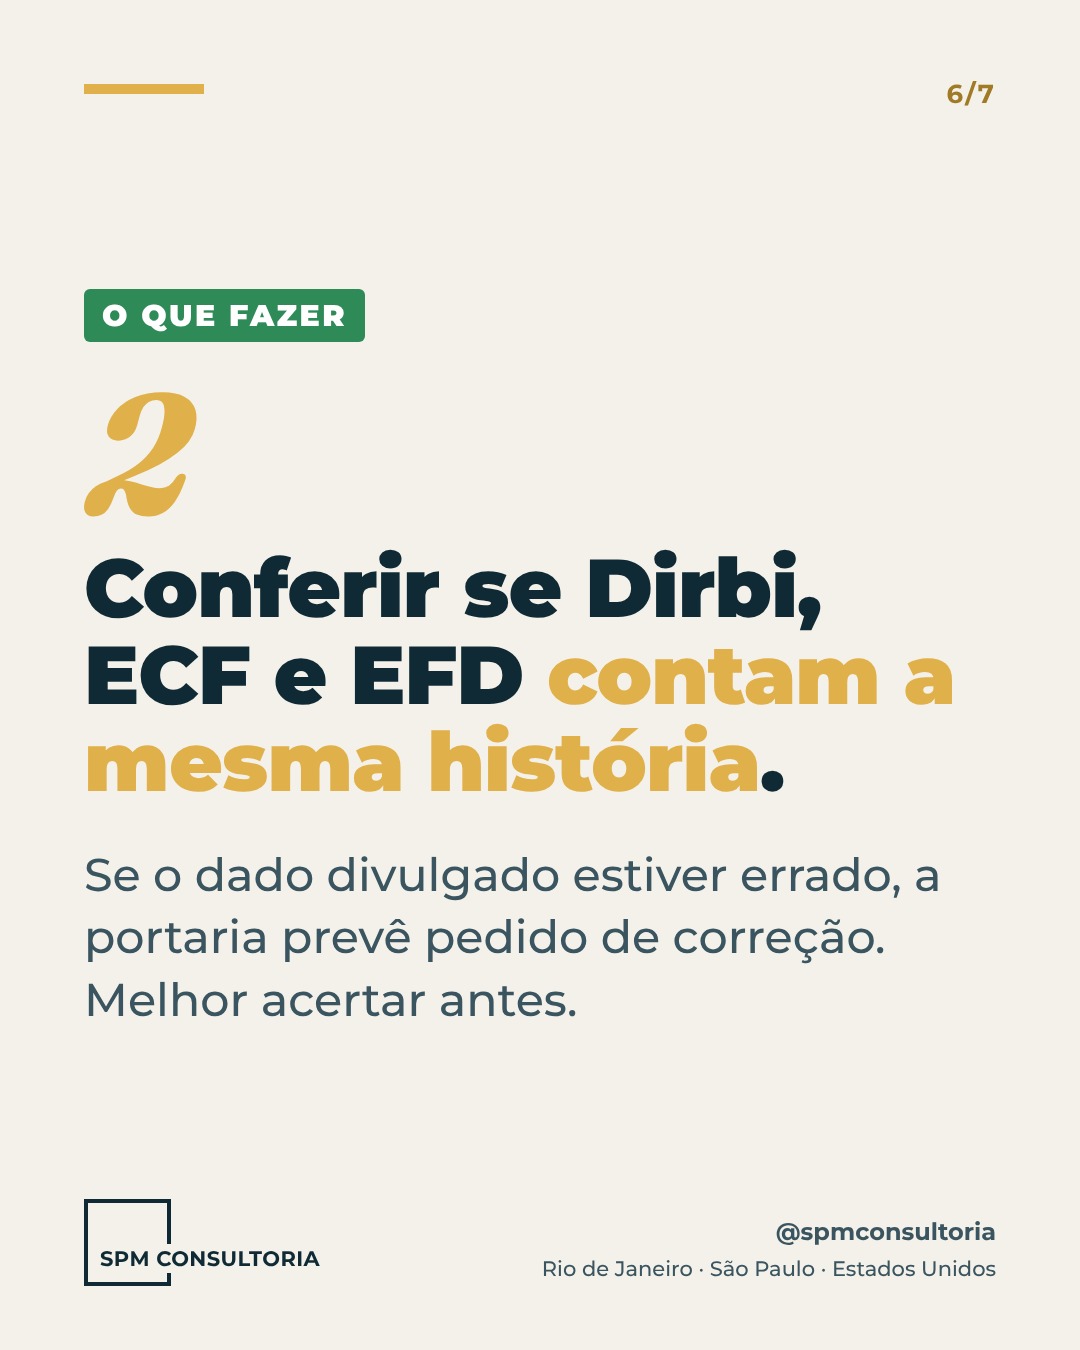 6/7
O QUE FAZER
2
Conferir se Dirbi,
ECF e EFD contam a
mesma história.
Se o dado divulgado estiver errado, a
portaria prevê pedido de correção.
Melhor acertar antes.
SPM CONSULTORIA
@spmconsultoria
Rio de Janeiro · São Paulo · Estados Unidos